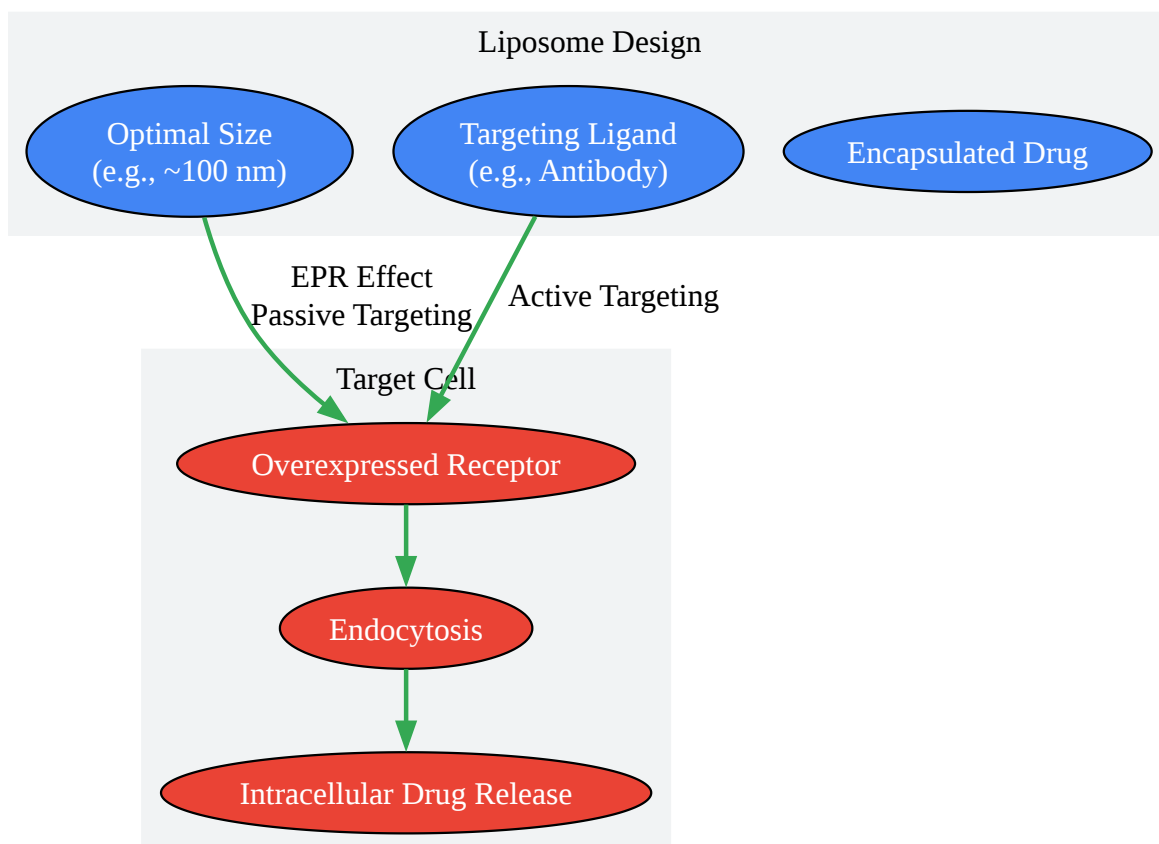 Liposome Design
Optimal Size
(e.g., ~100 nm)
Targeting Ligand
(e.g., Antibody)
Encapsulated Drug
EPR Effect
Passive Targeting
Active Targeting
Target Cell
Overexpressed Receptor
Endocytosis
Intracellular Drug Release